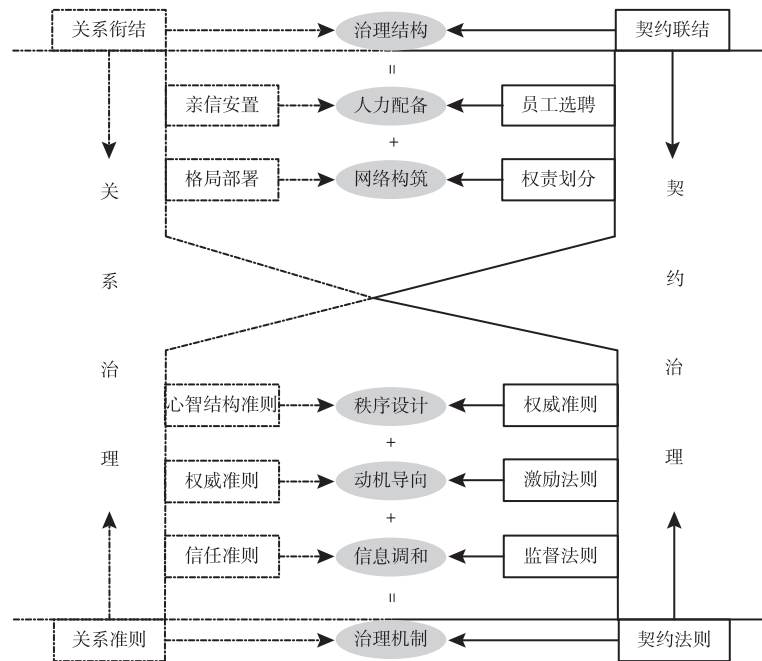 关系衔接 治理结构 契约联结
=
亲信安置 人力配备 员工选聘
+
格局部署 网络构筑 权责划分
关 契
系 约
治 治
心智结构准则 秩序设计 权威准则
+
理 理
权威准则 动机导向 激励法则
+
信任准则 信息调和 监督法则
=
关系准则 治理机制 契约法则